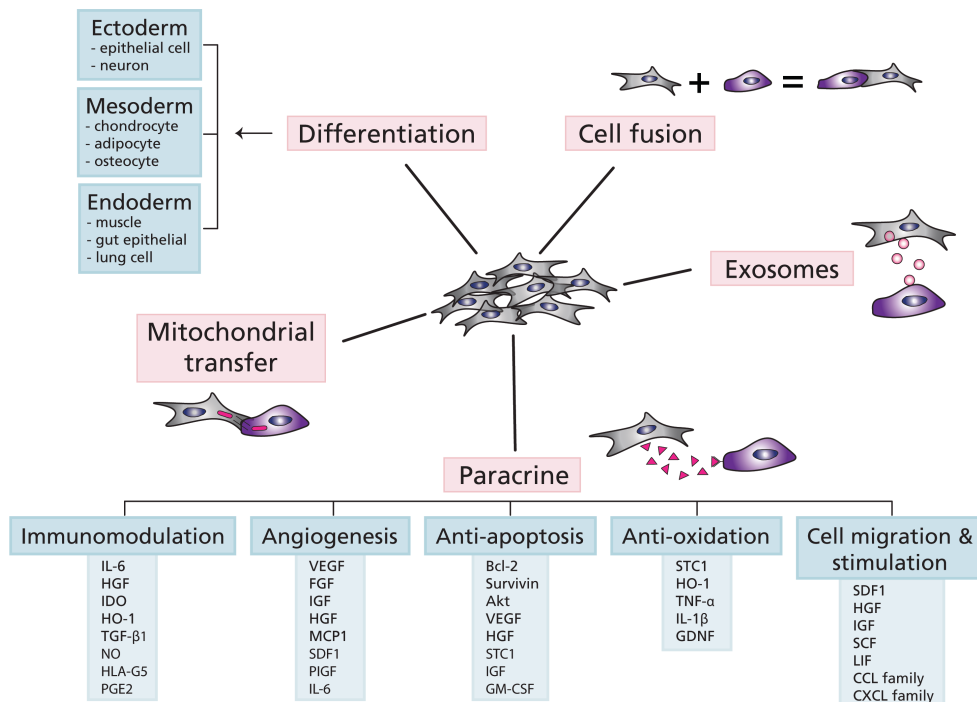 Ectoderm
- epithelial cell
- neuron
Mesoderm
- chondrocyte
- adipocyte
- osteocyte
Endoderm
- muscle
- gut epithelial
- lung cell
Differentiation
Cell fusion
+ =
Exosomes
Mitochondrial
transfer
Paracrine
Immunomodulation
IL-6
HGF
IDO
HO-1
TGF-β1
NO
HLA-G5
PGE2
Angiogenesis
VEGF
FGF
IGF
HGF
MCP1
SDF1
PIGF
IL-6
Anti-apoptosis
Bcl-2
Survivin
Akt
VEGF
HGF
STC1
IGF
GM-CSF
Anti-oxidation
STC1
HO-1
TNF-α
IL-1β
GDNF
Cell migration &
stimulation
SDF1
HGF
IGF
SCF
LIF
CCL family
CXCL family